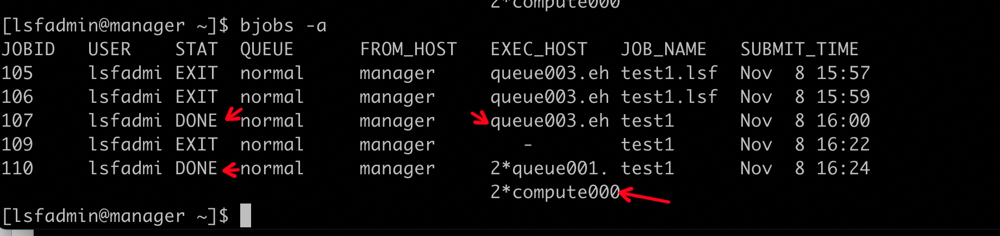 2*compute000
[lsfadmin@manager ~]$ bjobs -a
JOBID   USER    STAT  QUEUE      FROM_HOST   EXEC_HOST   JOB_NAME   SUBMIT_TIME
105     lsfadmi EXIT  normal     manager     queue003.eh test1.lsf  Nov  8 15:57
106     lsfadmi EXIT  normal     manager     queue003.eh test1.lsf  Nov  8 15:59
107     lsfadmi DONE  normal     manager     queue003.eh test1      Nov  8 16:00
109     lsfadmi EXIT  normal     manager        -        test1      Nov  8 16:22
110     lsfadmi DONE  normal     manager     2*queue001. test1      Nov  8 16:24
                                             2*compute000
[lsfadmin@manager ~]$